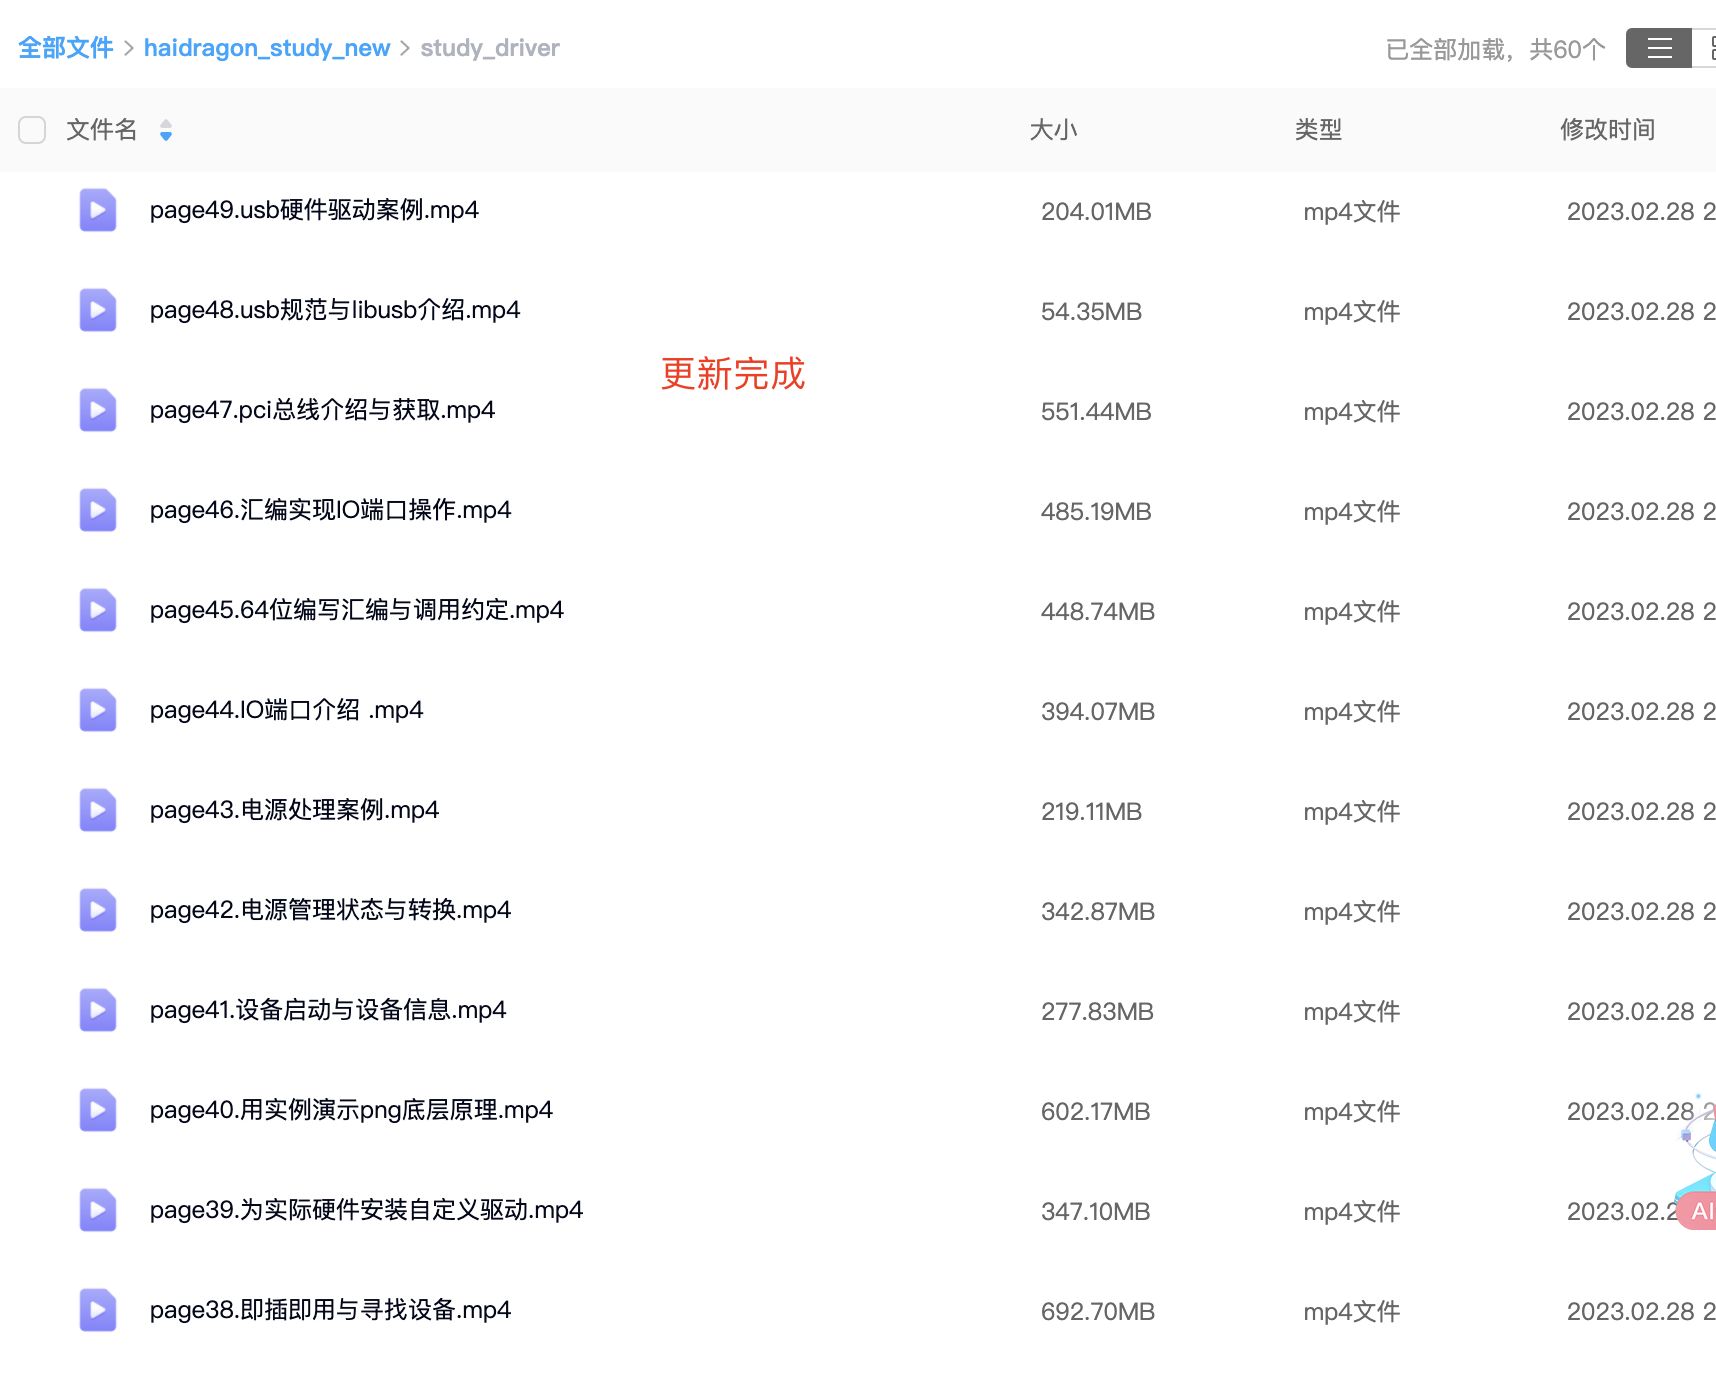 全部文件 > haidragon_study_new > study_driver 已全部加载，共60个
文件名 大小 类型 修改时间
page49.usb硬件驱动案例.mp4 204.01MB mp4文件 2023.02.28 2
page48.usb规范与libusb介绍.mp4 54.35MB mp4文件 2023.02.28 2
更新完成
page47.pci总线介绍与获取.mp4 551.44MB mp4文件 2023.02.28 2
page46.汇编实现IO端口操作.mp4 485.19MB mp4文件 2023.02.28 2
page45.64位编写汇编与调用约定.mp4 448.74MB mp4文件 2023.02.28 2
page44.IO端口介绍 .mp4 394.07MB mp4文件 2023.02.28 2
page43.电源处理案例.mp4 219.11MB mp4文件 2023.02.28 2
page42.电源管理状态与转换.mp4 342.87MB mp4文件 2023.02.28 2
page41.设备启动与设备信息.mp4 277.83MB mp4文件 2023.02.28 2
page40.用实例演示png底层原理.mp4 602.17MB mp4文件 2023.02.28 2
page39.为实际硬件安装自定义驱动.mp4 347.10MB mp4文件 2023.02.2 AI
page38.即插即用与寻找设备.mp4 692.70MB mp4文件 2023.02.28 2